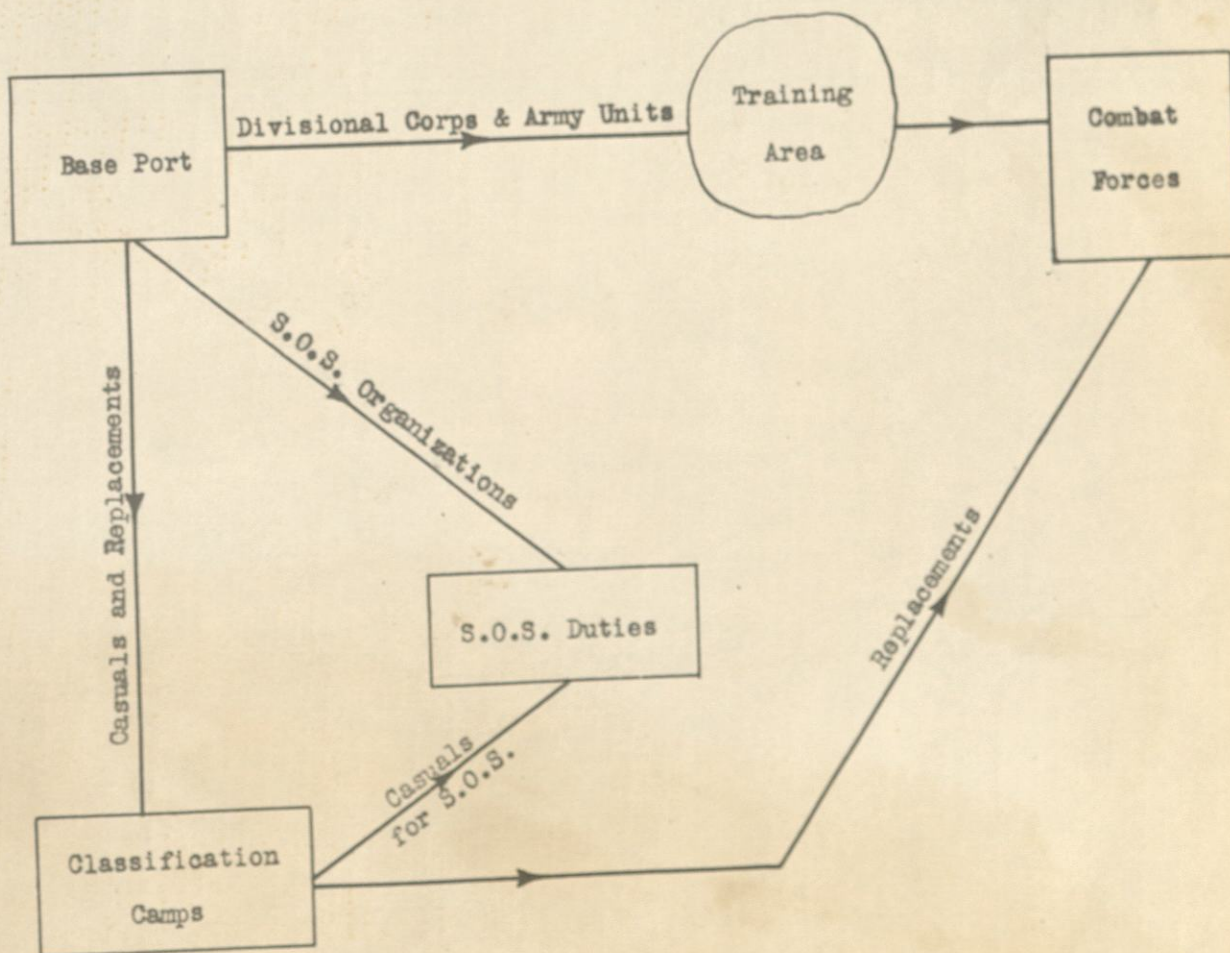 Base Port
Divisional Corps & Army Units
Training
Area
Combat
Forces
S.O.S. Organizations
Casuals and Replacements
S.O.S. Duties
Replacements
Casuals
for S.O.S.
Classification
Camps